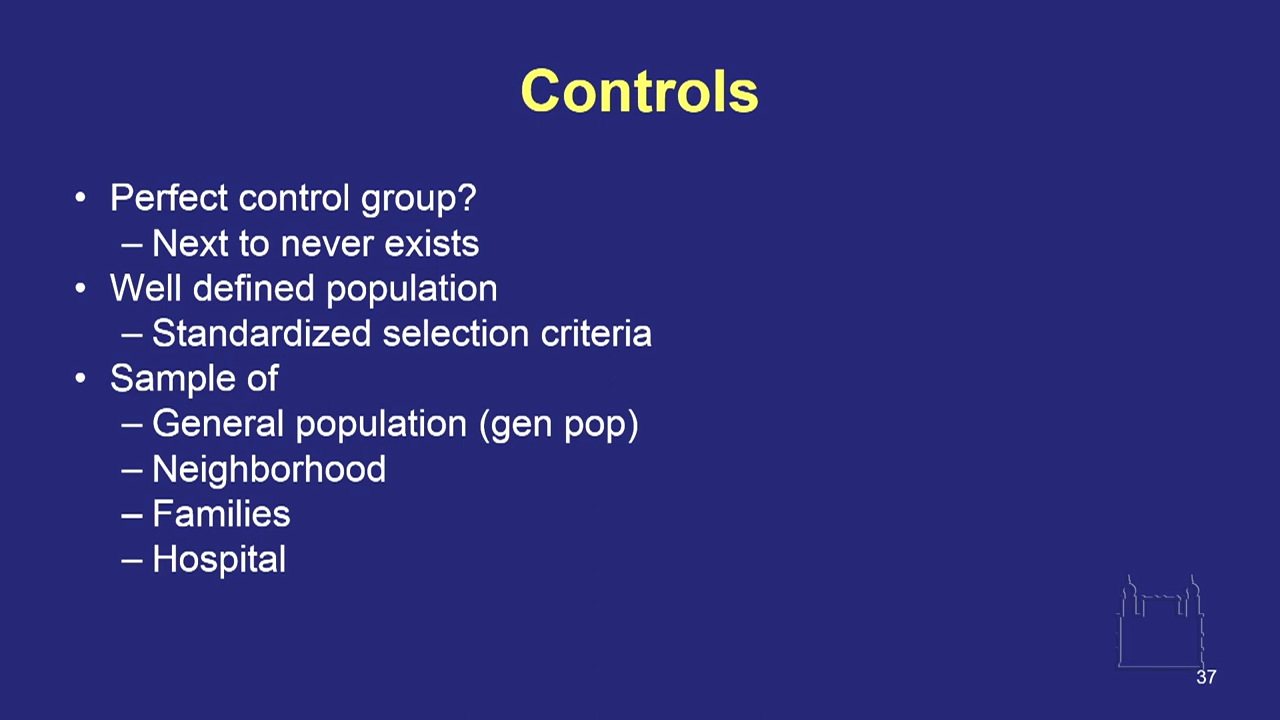 Controls
• Perfect control group?
– Next to never exists
• Well defined population
– Standardized selection criteria
• Sample of
– General population (gen pop)
– Neighborhood
– Families
– Hospital
37